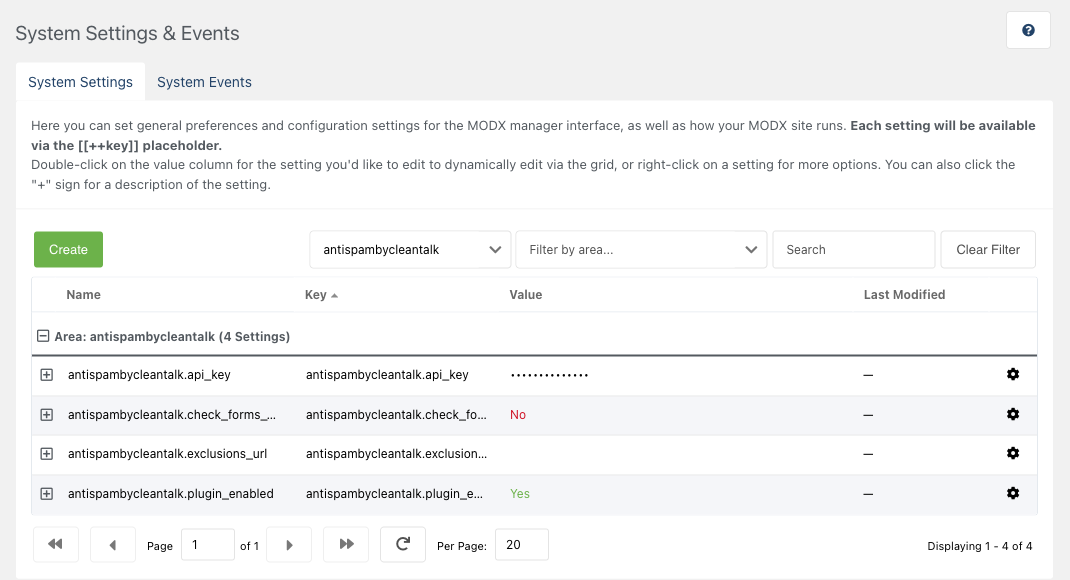 System Settings & Events
System Settings System Events
Here you can set general preferences and configuration settings for the MODX manager interface, as well as how your MODX site runs. Each setting will be available
via the [[++key]] placeholder.
Double-click on the value column for the setting you'd like to edit to dynamically edit via the grid, or right-click on a setting for more options. You can also click the
"+" sign for a description of the setting.
Create antispambycleantalk Filter by area... Search Clear Filter
Name Key Value Last Modified
Area: antispambycleantalk (4 Settings)
antispambycleantalk.api_key antispambycleantalk.api_key •••••••••••••• —
antispambycleantalk.check_forms_... antispambycleantalk.check_fo... No —
antispambycleantalk.exclusions_url antispambycleantalk.exclusion... —
antispambycleantalk.plugin_enabled antispambycleantalk.plugin_e... Yes —
Page 1 of 1 Per Page: 20 Displaying 1 - 4 of 4